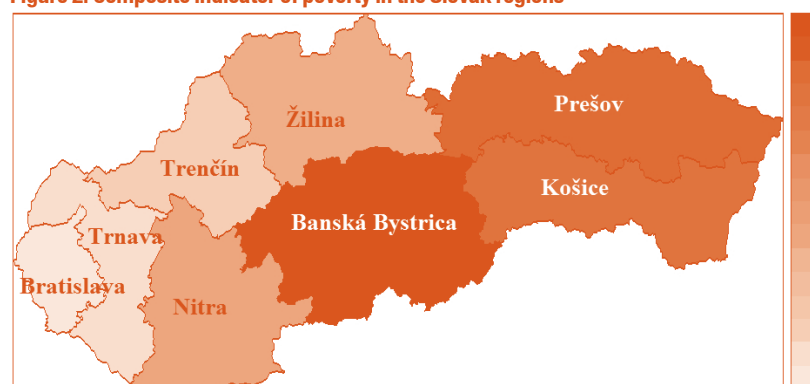 Figure 2. Composite indicator of poverty in the Slovak regions
Prešov
Žilina
Trenčín
Košice
Banská Bystrica
Trnava
Bratislava
Nitra